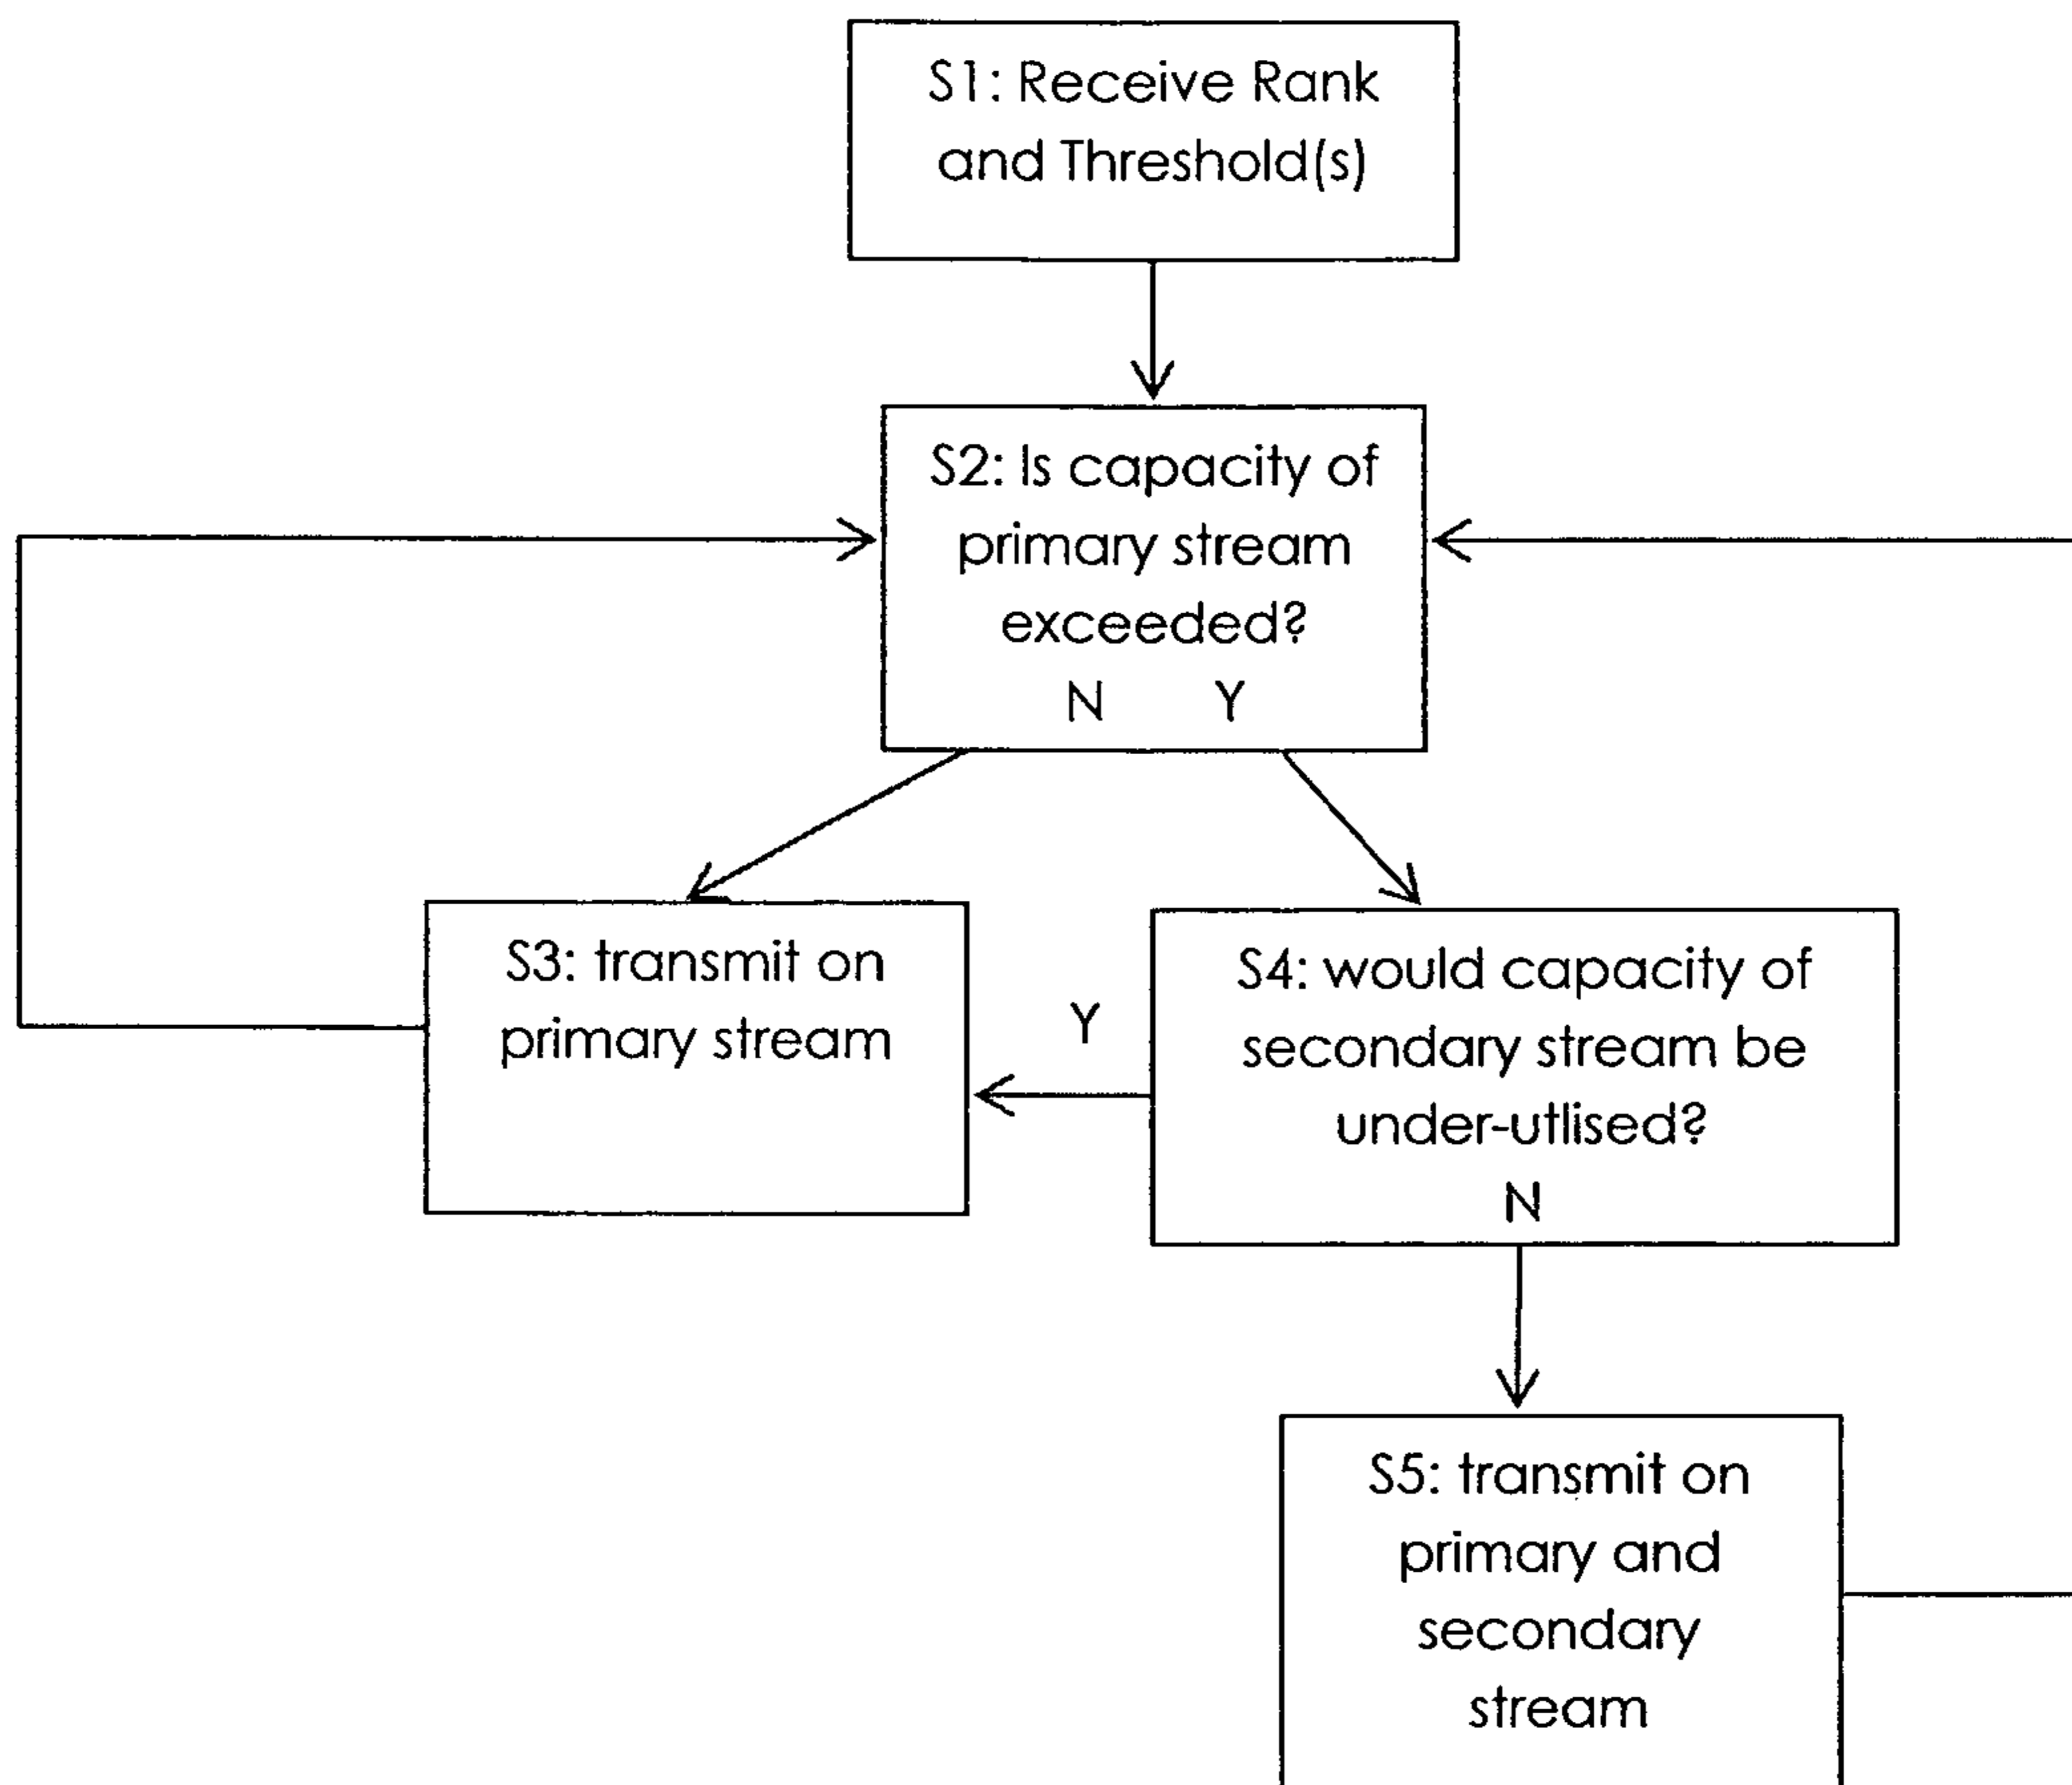 S1: Receive Rank
and Threshold(s)
S2: Is capacity of
primary stream
exceeded?
N Y
S3: transmit on
primary stream
Y
S4: would capacity of
secondary stream be
under-utlised?
N
S5: transmit on
primary and
secondary
stream